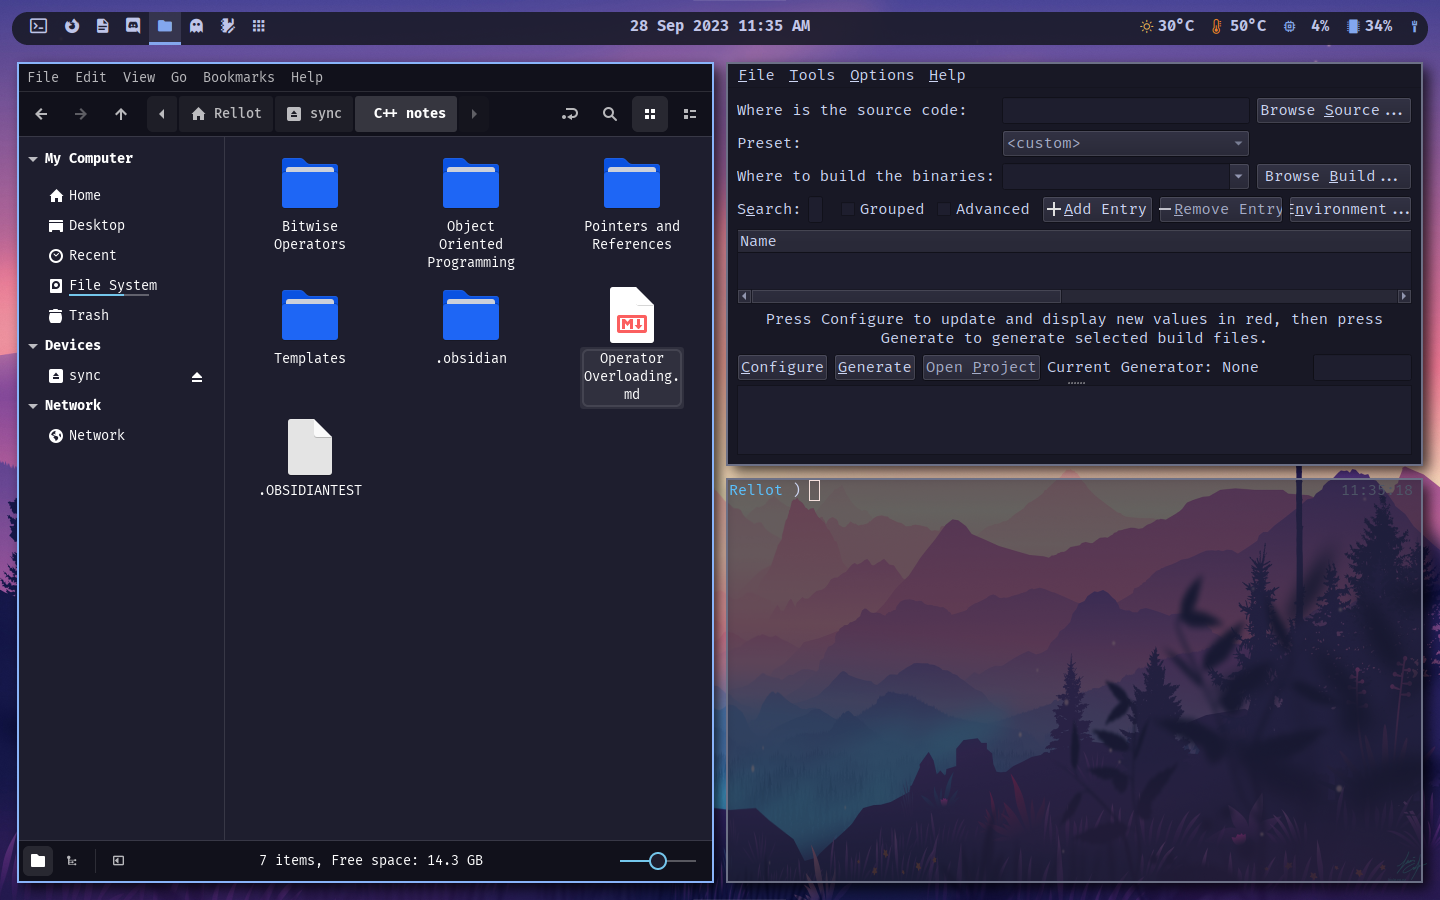 28 Sep 2023 11:35 AM
30°C
50°C
4%
34%
File Edit View Go Bookmarks Help
Rellot
sync
C++ notes
My Computer
Home
Desktop
Recent
File System
Trash
Devices
sync
Network
Network
Bitwise
Operators
Object
Oriented
Programming
Pointers and
References
Templates
.obsidian
Operator
Overloading.
md
.OBSIDIANTEST
7 items, Free space: 14.3 GB
File Tools Options Help
Where is the source code:
Browse Source...
Preset:
<custom>
Where to build the binaries:
Browse Build...
Search:
Grouped
Advanced
Add Entry
Remove Entry
Environment...
Name
Press Configure to update and display new values in red, then press
Generate to generate selected build files.
Configure
Generate
Open Project
Current Generator: None
Rellot )
11:35:18